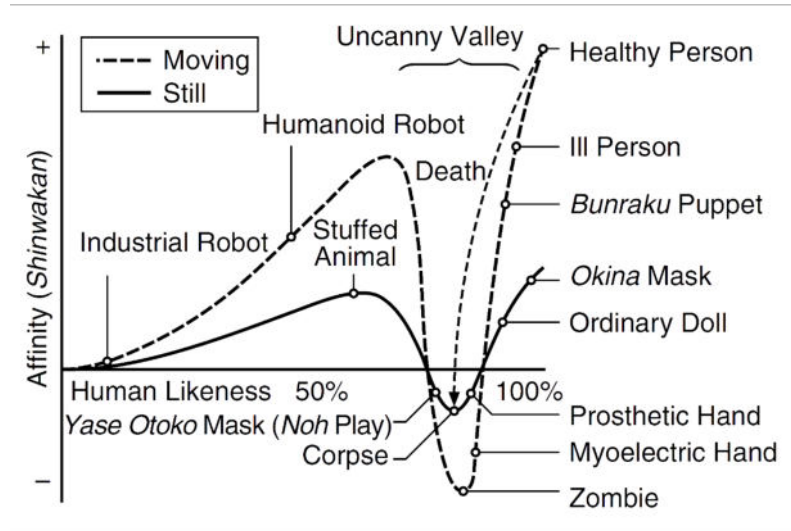 +
Uncanny Valley
Healthy Person
Moving
Still
Humanoid Robot
Ill Person
Death
Bunraku Puppet
Industrial Robot
Stuffed
Animal
Okina Mask
Ordinary Doll
Affinity (Shinwakan)
Human Likeness 50% 100%
Yase Otoko Mask (Noh Play)
Prosthetic Hand
Corpse
Myoelectric Hand
−
Zombie